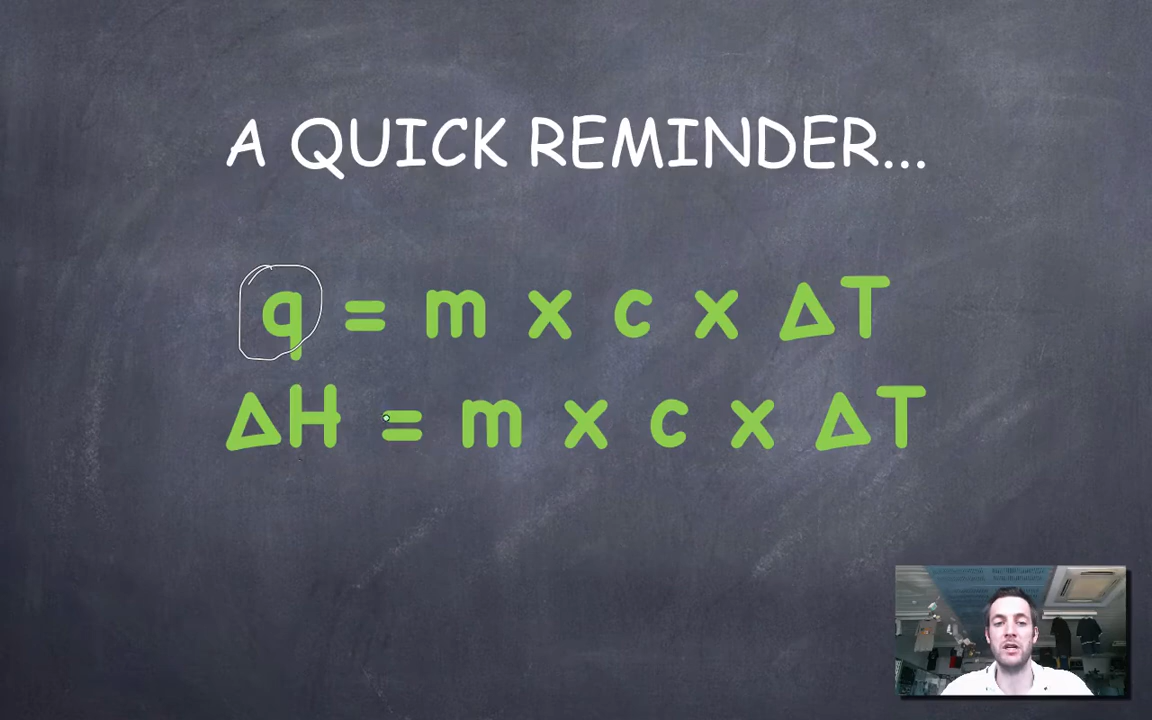 A QUICK REMINDER...
q = m x c x ΔT
ΔH = m x c x ΔT